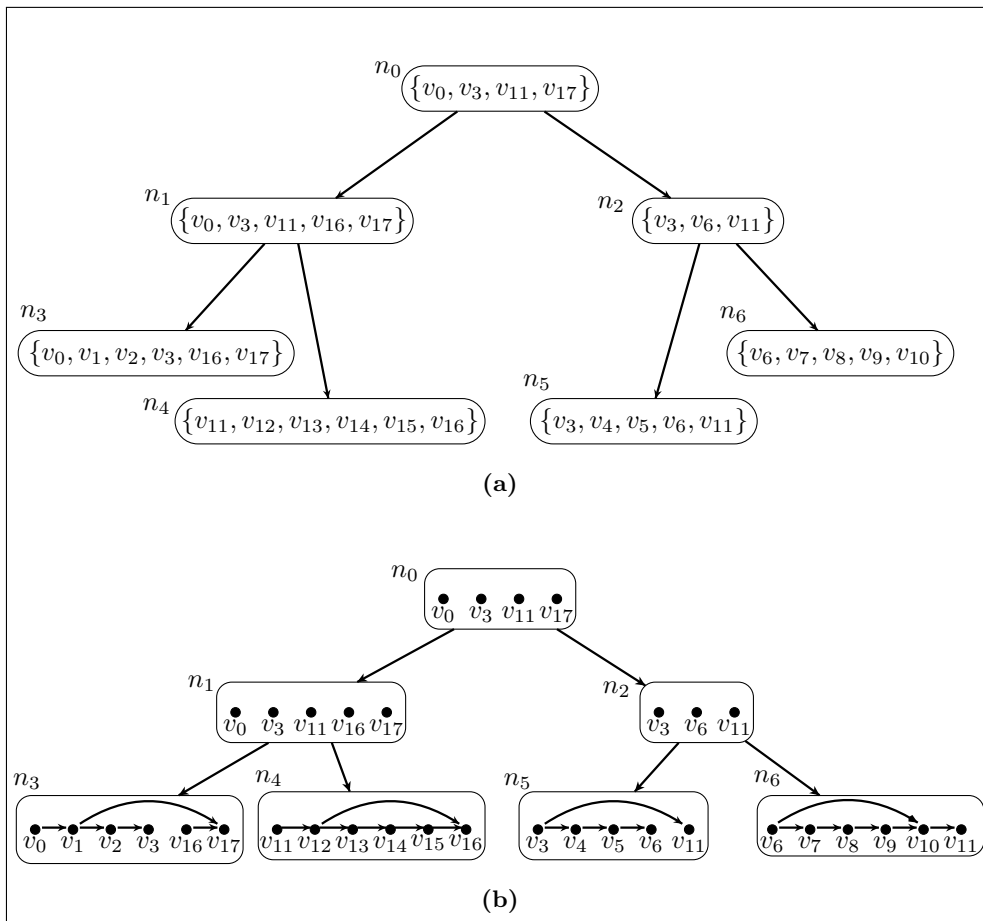 n₀
{v₀, v₃, v₁₁, v₁₇}
n₁
{v₀, v₃, v₁₁, v₁₆, v₁₇}
n₂
{v₃, v₆, v₁₁}
n₃
{v₀, v₁, v₂, v₃, v₁₆, v₁₇}
n₆
{v₆, v₇, v₈, v₉, v₁₀}
n₄
{v₁₁, v₁₂, v₁₃, v₁₄, v₁₅, v₁₆}
n₅
{v₃, v₄, v₅, v₆, v₁₁}
(a)
n₀
v₀ v₃ v₁₁ v₁₇
n₁
v₀ v₃ v₁₁ v₁₆ v₁₇
n₂
v₃ v₆ v₁₁
n₃
v₀ v₁ v₂ v₃ v₁₆ v₁₇
n₄
v₁₁ v₁₂ v₁₃ v₁₄ v₁₅ v₁₆
n₅
v₃ v₄ v₅ v₆ v₁₁
n₆
v₆ v₇ v₈ v₉ v₁₀ v₁₁
(b)